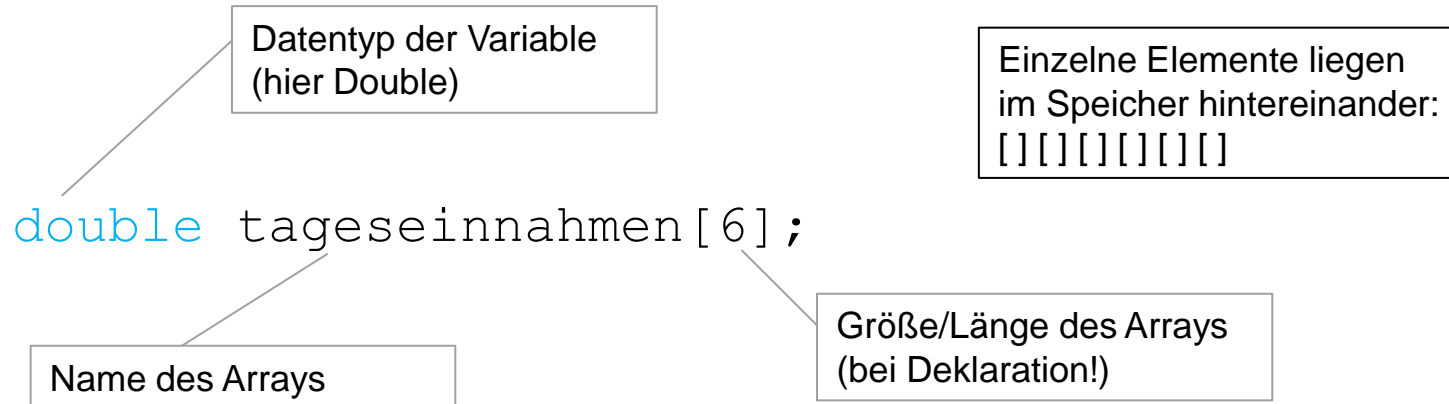 Datentyp der Variable
(hier Double)
Einzelne Elemente liegen
im Speicher hintereinander:
[ ] [ ] [ ] [ ] [ ] [ ]
double tageseinnahmen[6];
Größe/Länge des Arrays
(bei Deklaration!)
Name des Arrays